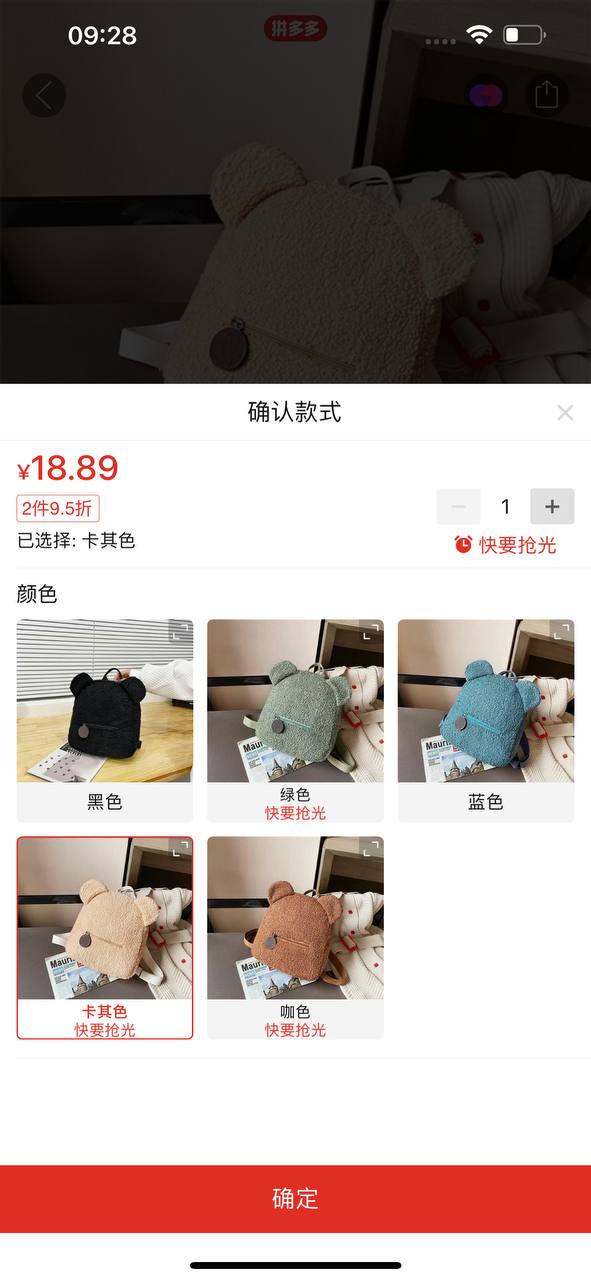 09:28
拼多多
确认款式
¥18.89
2件9.5折
1
已选择: 卡其色
快要抢光
颜色
黑色
绿色
快要抢光
蓝色
卡其色
快要抢光
咖色
快要抢光
确定